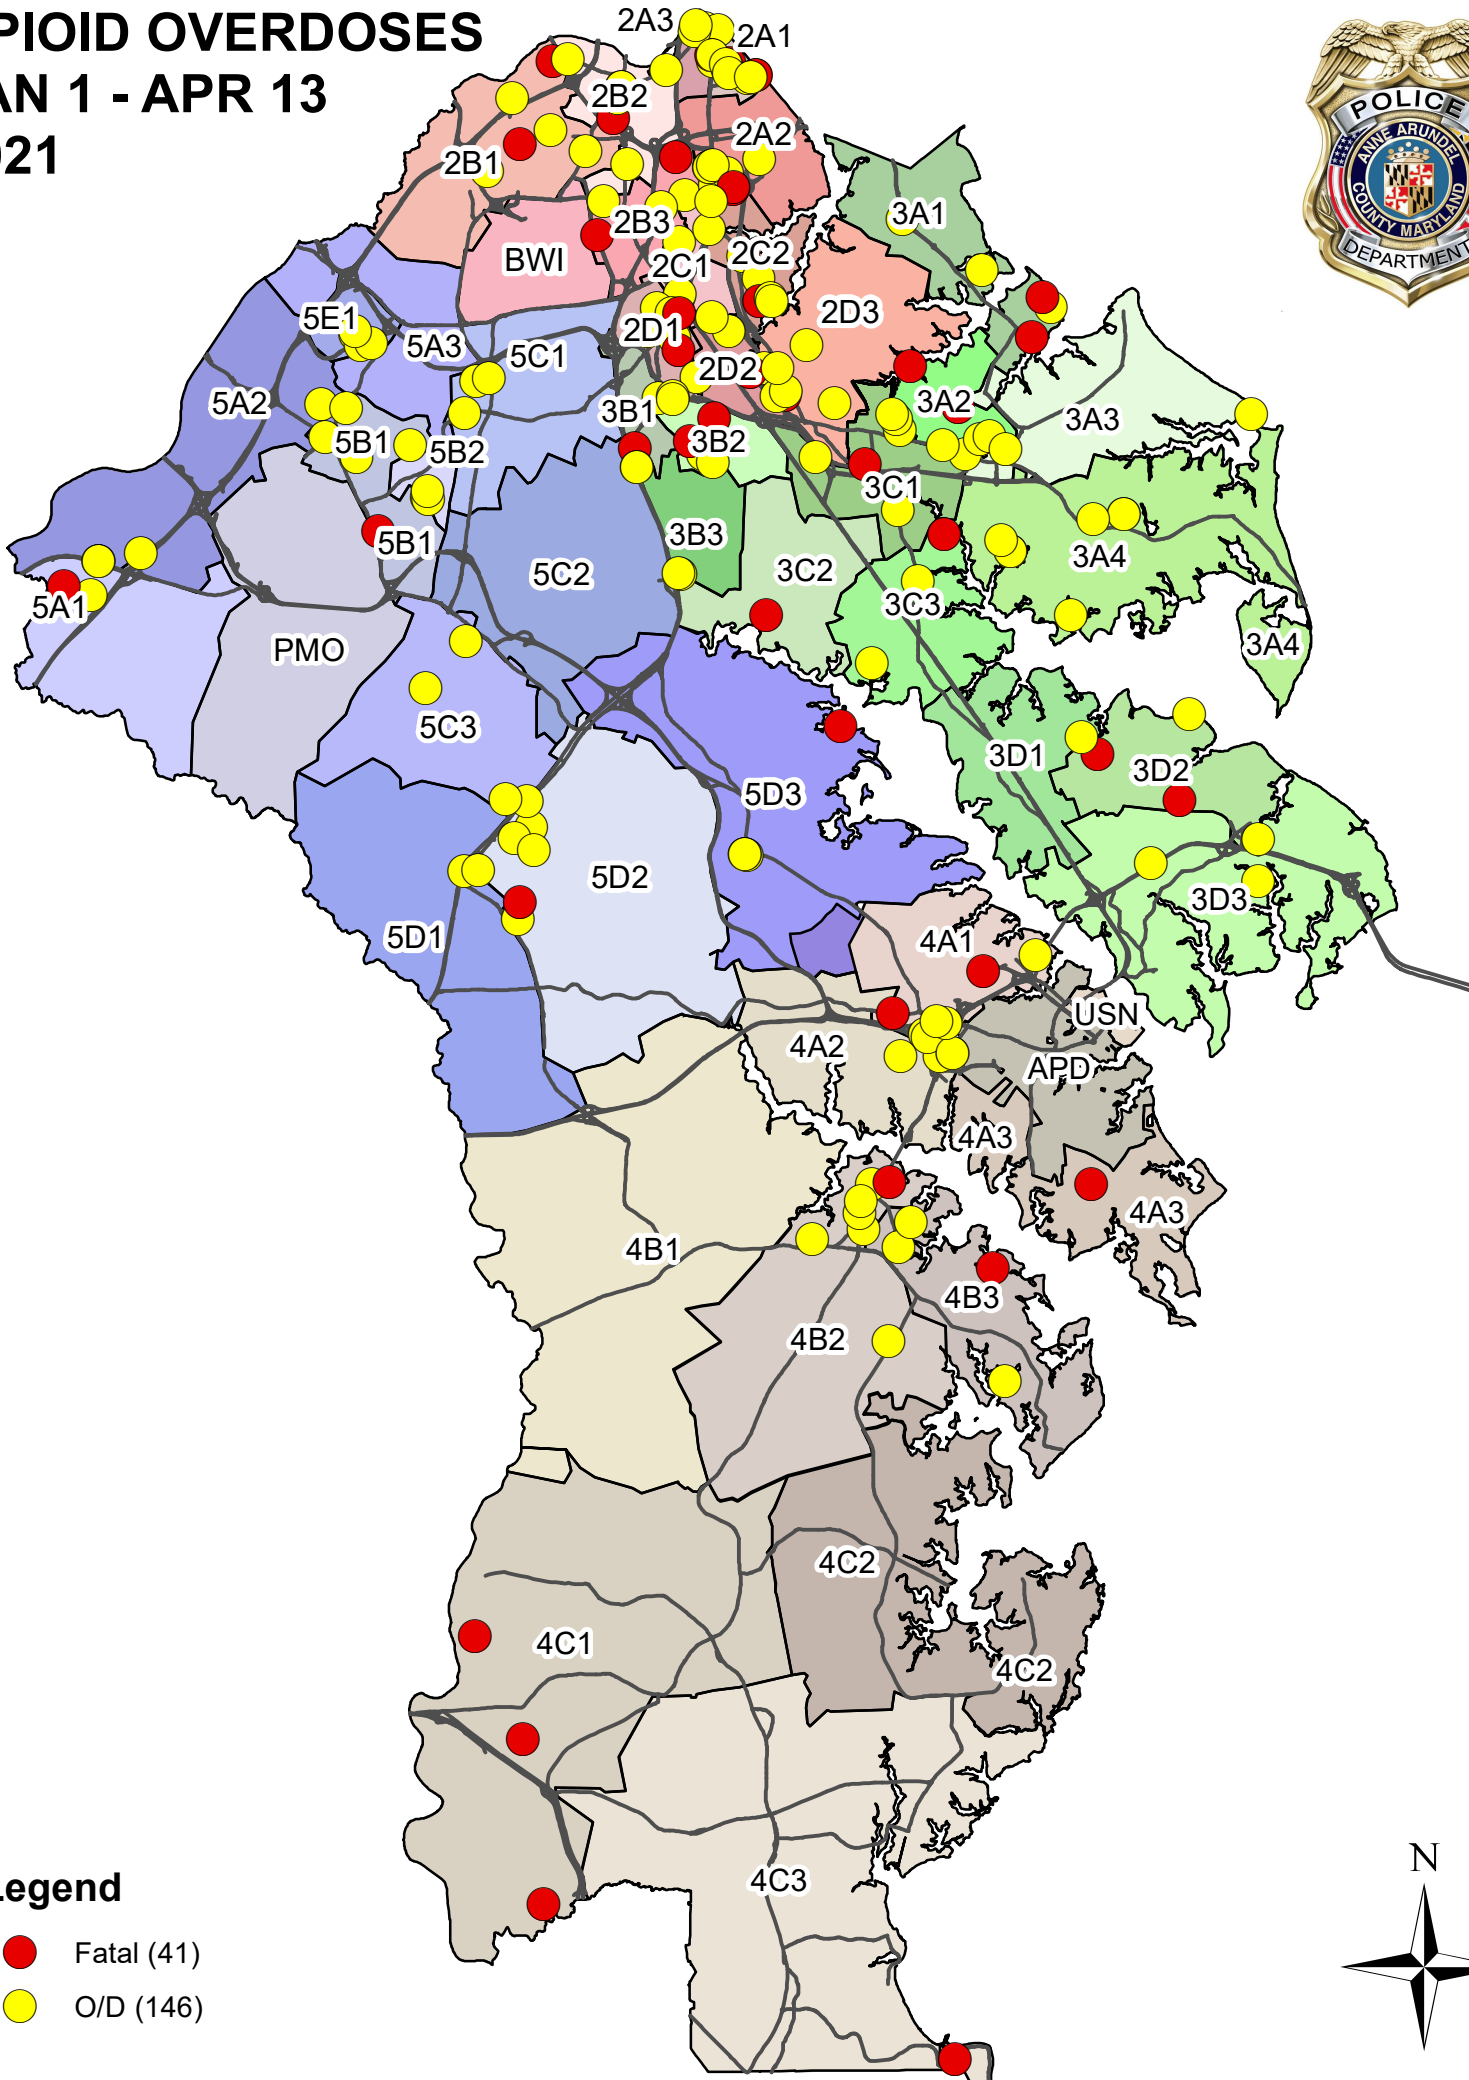 PIOID OVERDOSES
AN 1 - APR 13
021
2A3
2A1
2B2
2A2
2B1
3A1
2B3
BWI
2C2
2C1
5E1
2D1
2D3
5A3
5C1
2D2
5A2
3B1
3A2
3A3
5B1
5B2
3B2
3C1
3B3
5B1
5C2
3C2
3A4
5A1
3C3
PMO
3A4
5C3
3D1
3D2
5D3
5D2
3D3
5D1
4A1
USN
4A2
APD
4A3
4A3
4B1
4B3
4B2
4C2
4C1
4C2
4C3
POLICE
ANNE ARUNDEL
COUNTY MARYLAND
DEPARTMENT
N
Legend
Fatal (41)
O/D (146)